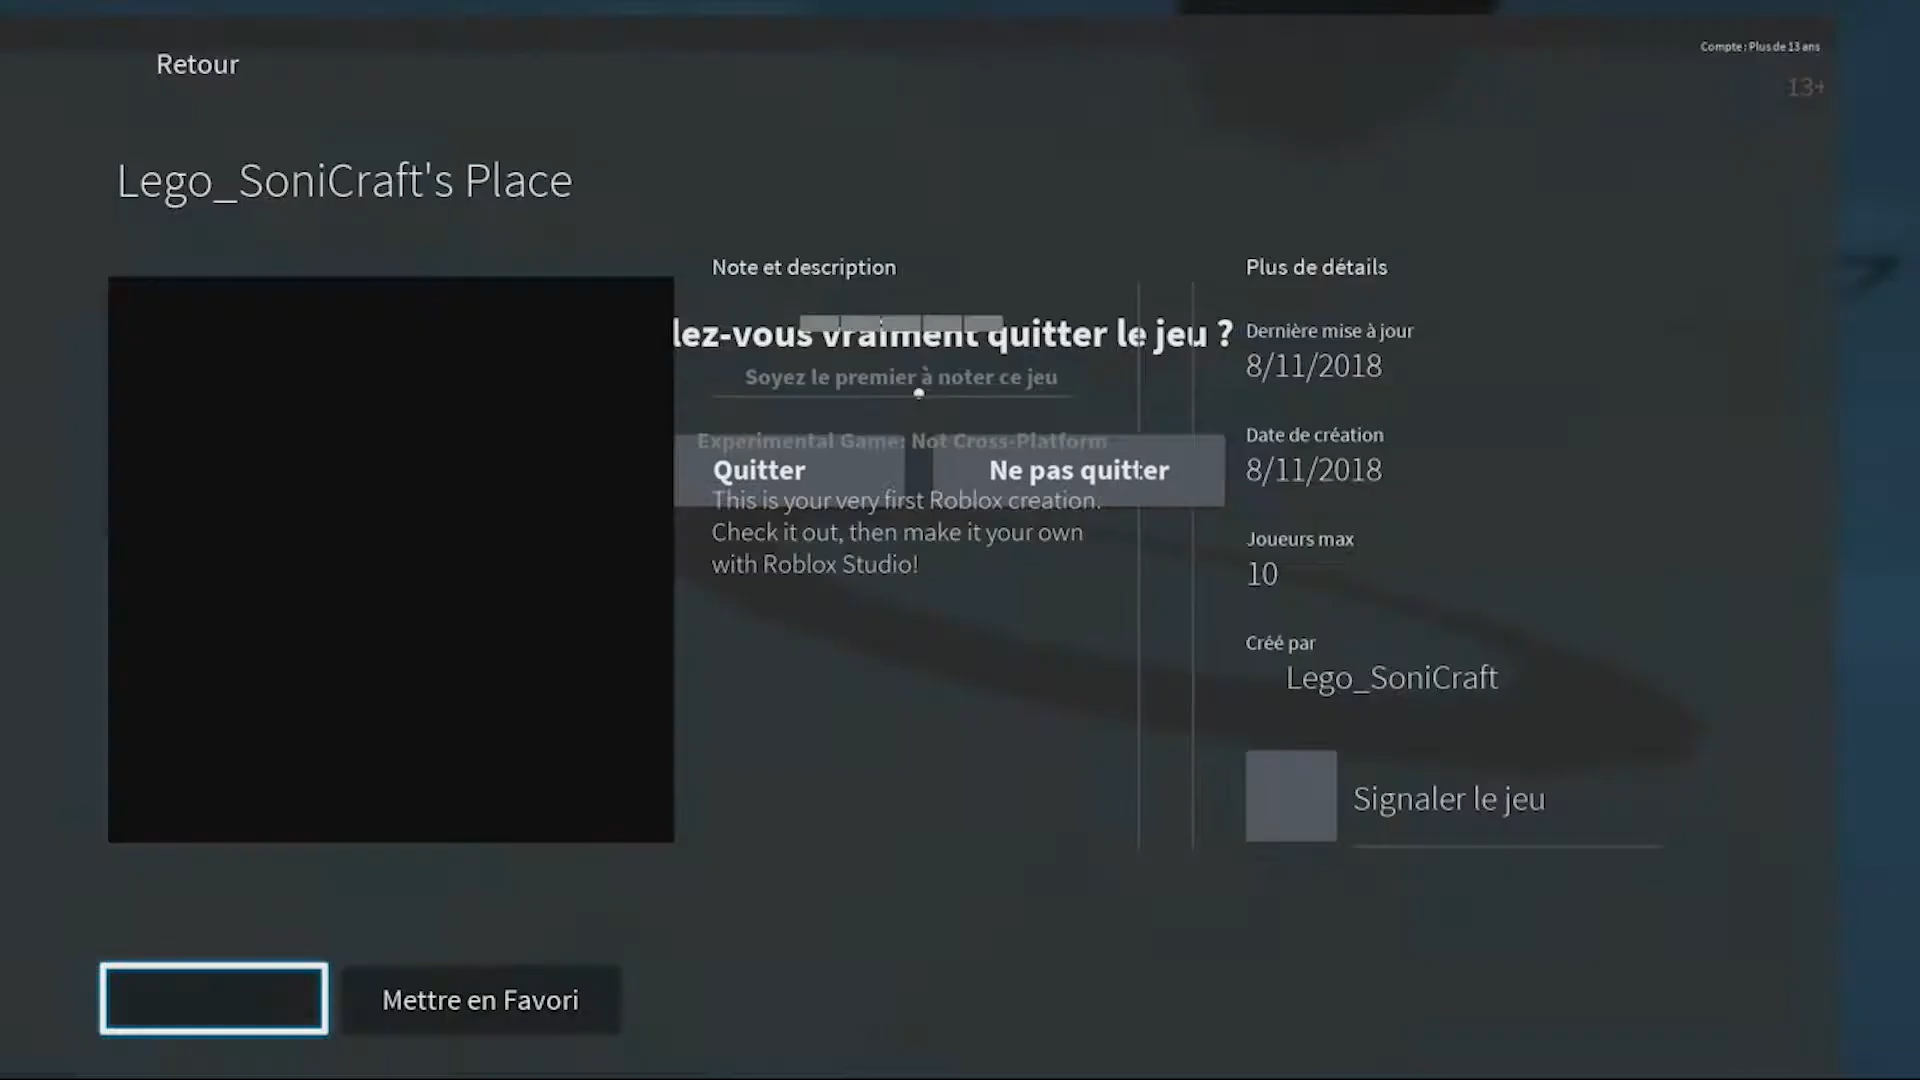 Retour
Compte : Plus de 13 ans
13+
Lego_SoniCraft's Place
Note et description
Plus de détails
lez-vous vraiment quitter le jeu ?
Dernière mise à jour
8/11/2018
Soyez le premier à noter ce jeu
Experimental Game: Not Cross-Platform
Date de création
8/11/2018
Quitter
Ne pas quitter
This is your very first Roblox creation.
Check it out, then make it your own
with Roblox Studio!
Joueurs max
10
Créé par
Lego_SoniCraft
Signaler le jeu
Mettre en Favori